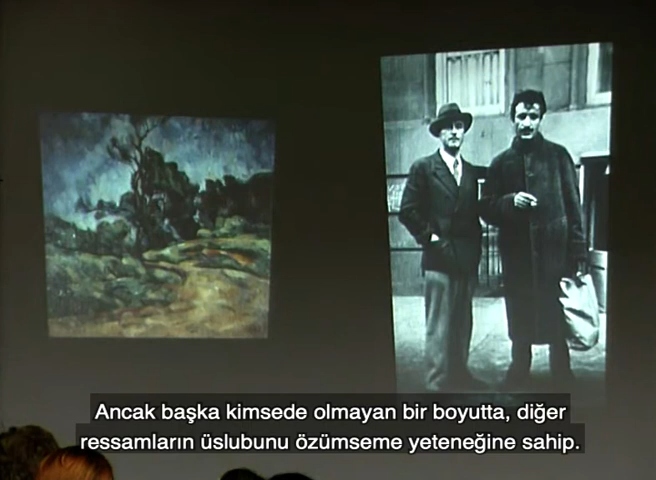 Ancak başka kimsede olmayan bir boyutta, diğer
ressamların üslubunu özümseme yeteneğine sahip.